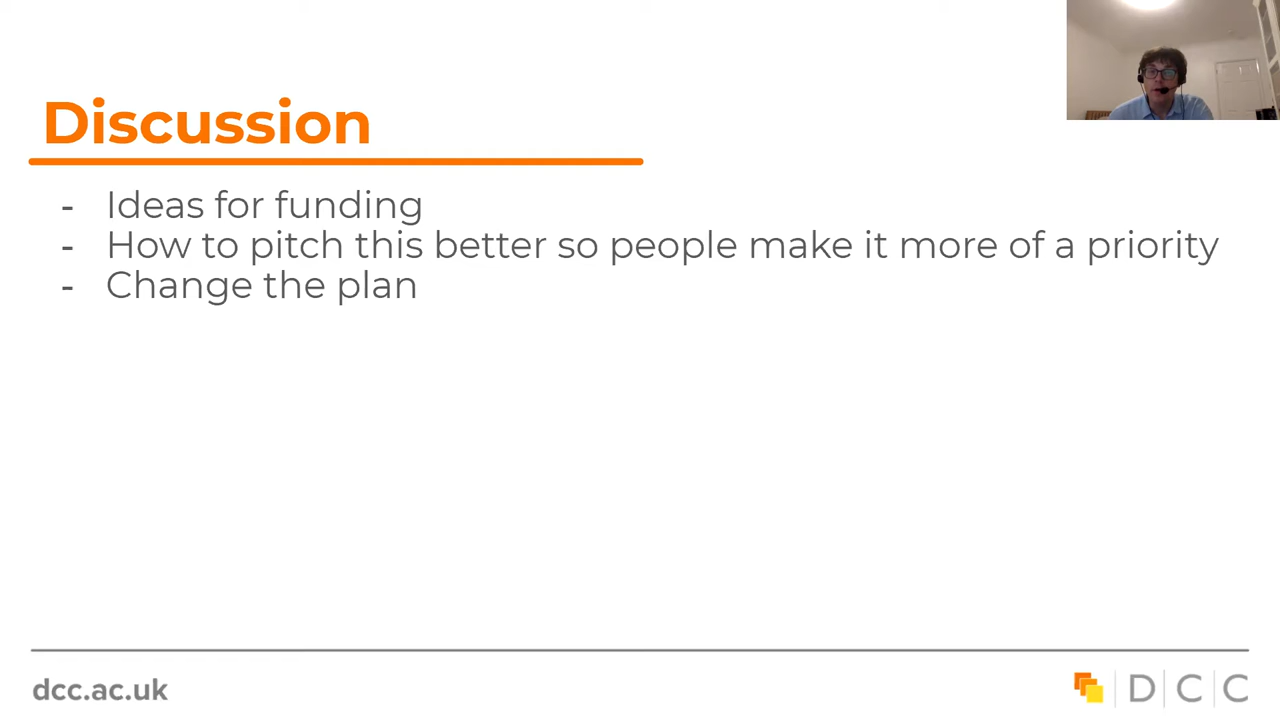 Discussion
- Ideas for funding
- How to pitch this better so people make it more of a priority
- Change the plan
dcc.ac.uk
D|C|C